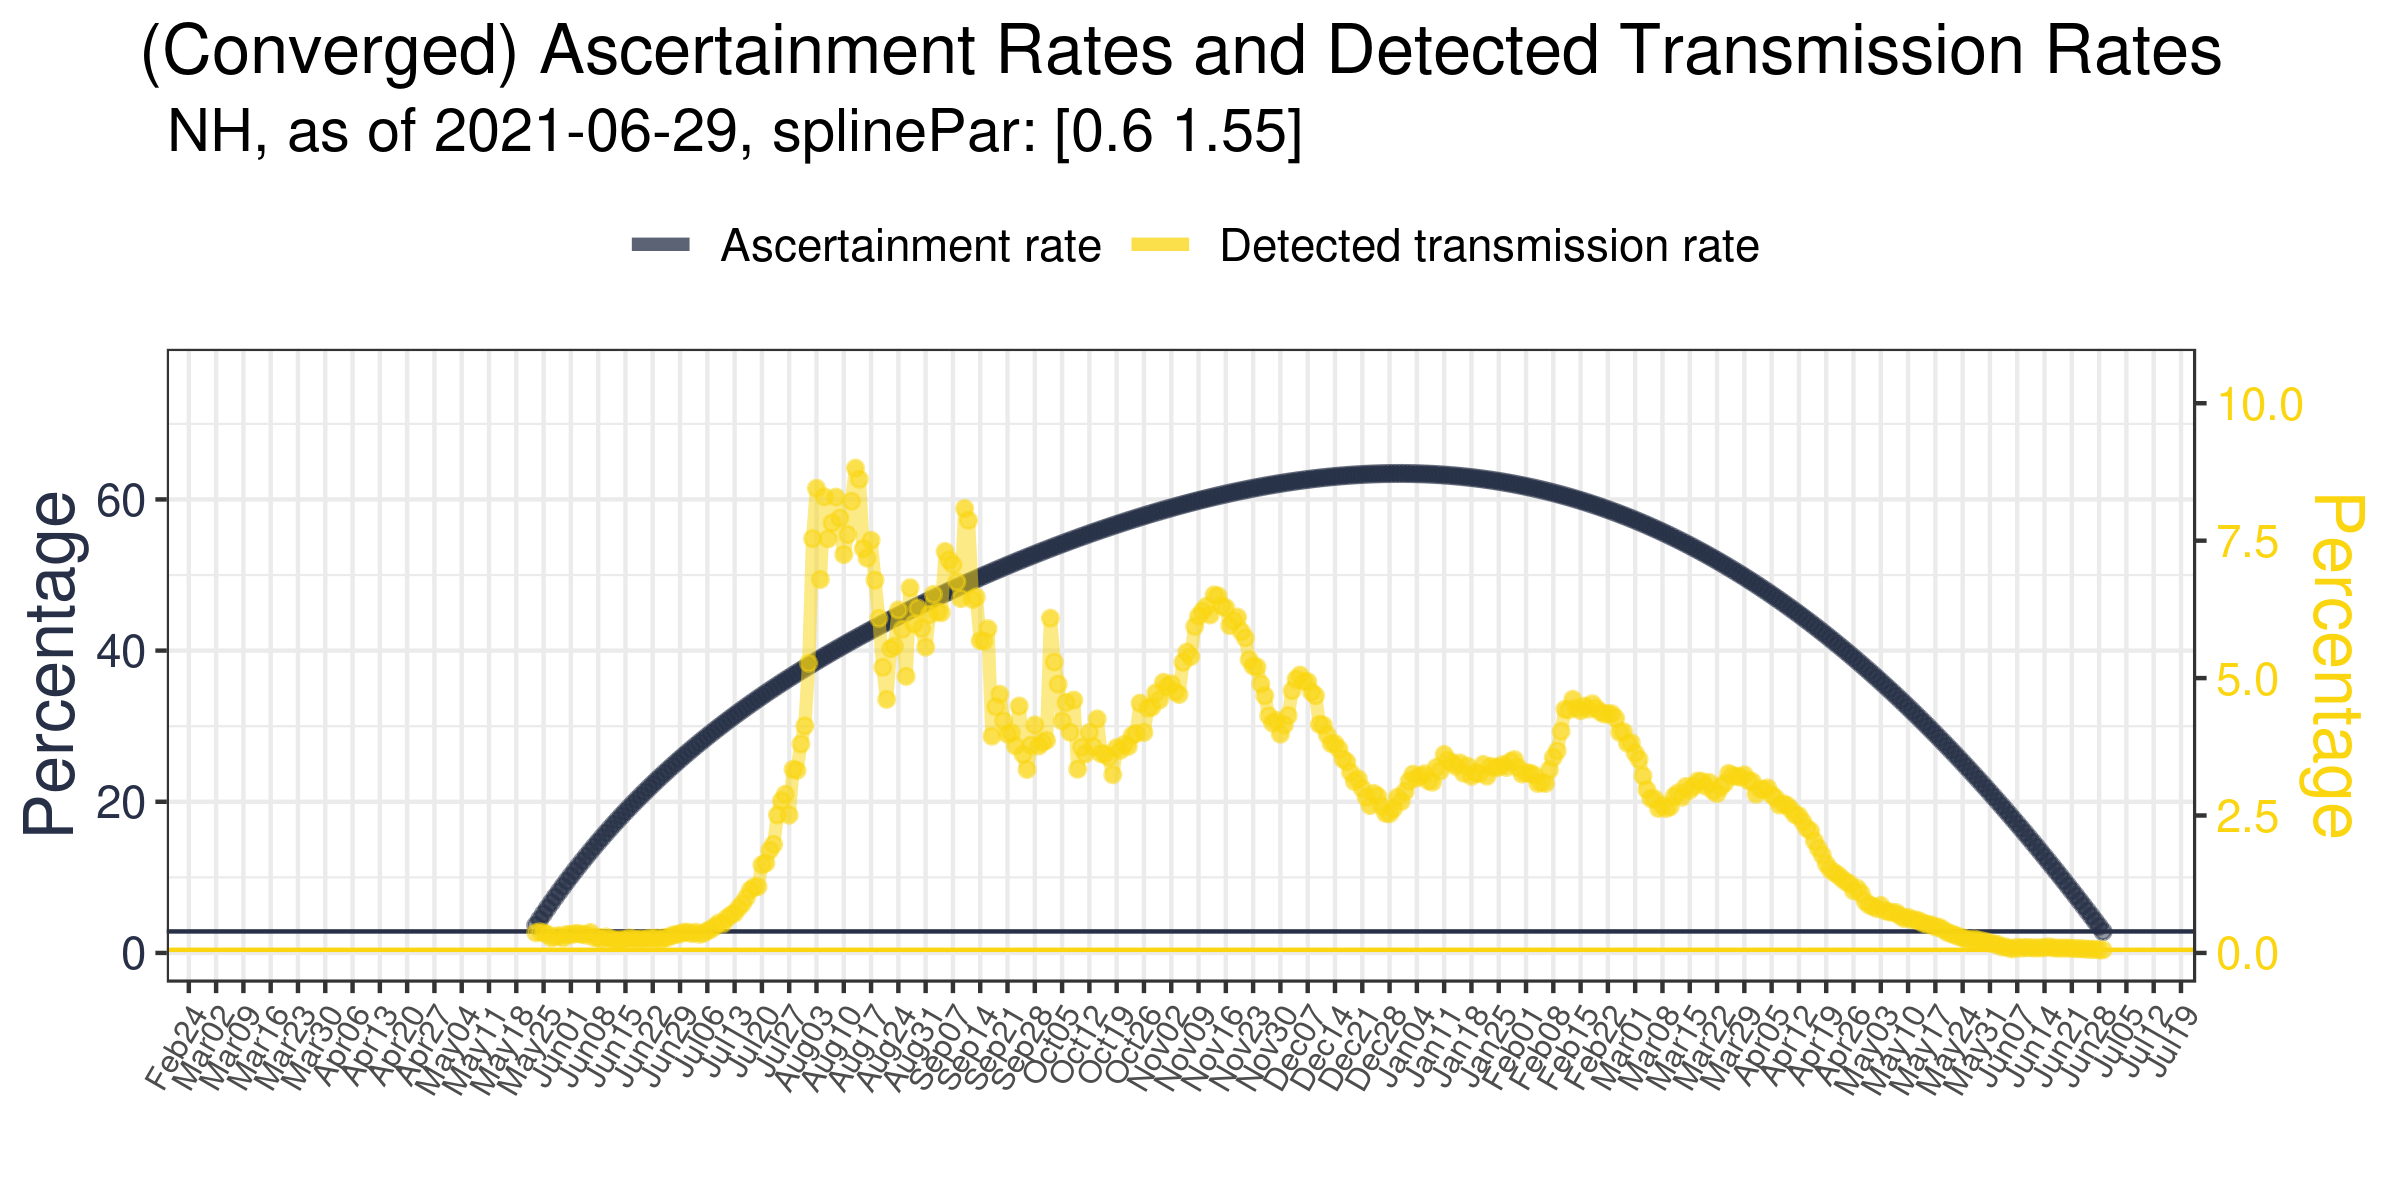 (Converged) Ascertainment Rates and Detected Transmission Rates
NH, as of 2021-06-29, splinePar: [0.6 1.55]
Ascertainment rate
Detected transmission rate
Percentage
60
40
20
0
10.0
7.5
5.0
2.5
0.0
Percentage
Feb24
Mar02
Mar09
Mar16
Mar23
Mar30
Apr06
Apr13
Apr20
Apr27
May04
May11
May18
May25
Jun01
Jun08
Jun15
Jun22
Jun29
Jul06
Jul13
Jul20
Jul27
Aug03
Aug10
Aug17
Aug24
Aug31
Sep07
Sep14
Sep21
Sep28
Oct05
Oct12
Oct19
Oct26
Nov02
Nov09
Nov16
Nov23
Nov30
Dec07
Dec14
Dec21
Dec28
Jan04
Jan11
Jan18
Jan25
Feb01
Feb08
Feb15
Feb22
Mar01
Mar08
Mar15
Mar22
Mar29
Apr05
Apr12
Apr19
Apr26
May03
May10
May17
May24
May31
Jun07
Jun14
Jun21
Jun28
Jul05
Jul12
Jul19